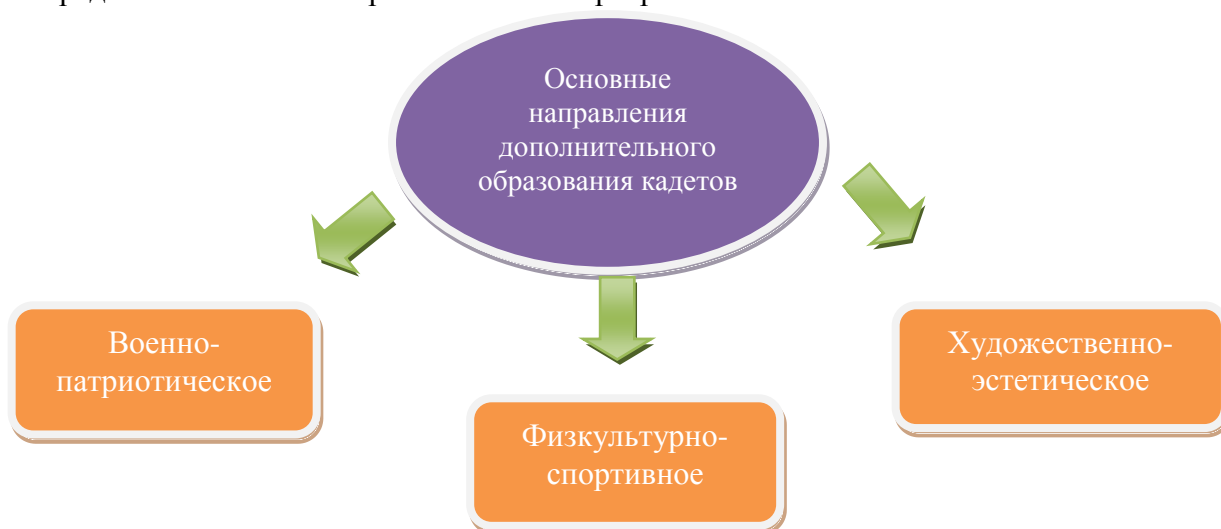 Основные
направления
дополнительного
образования кадетов
Военно-
патриотическое
Физкультурно-
спортивное
Художественно-
эстетическое